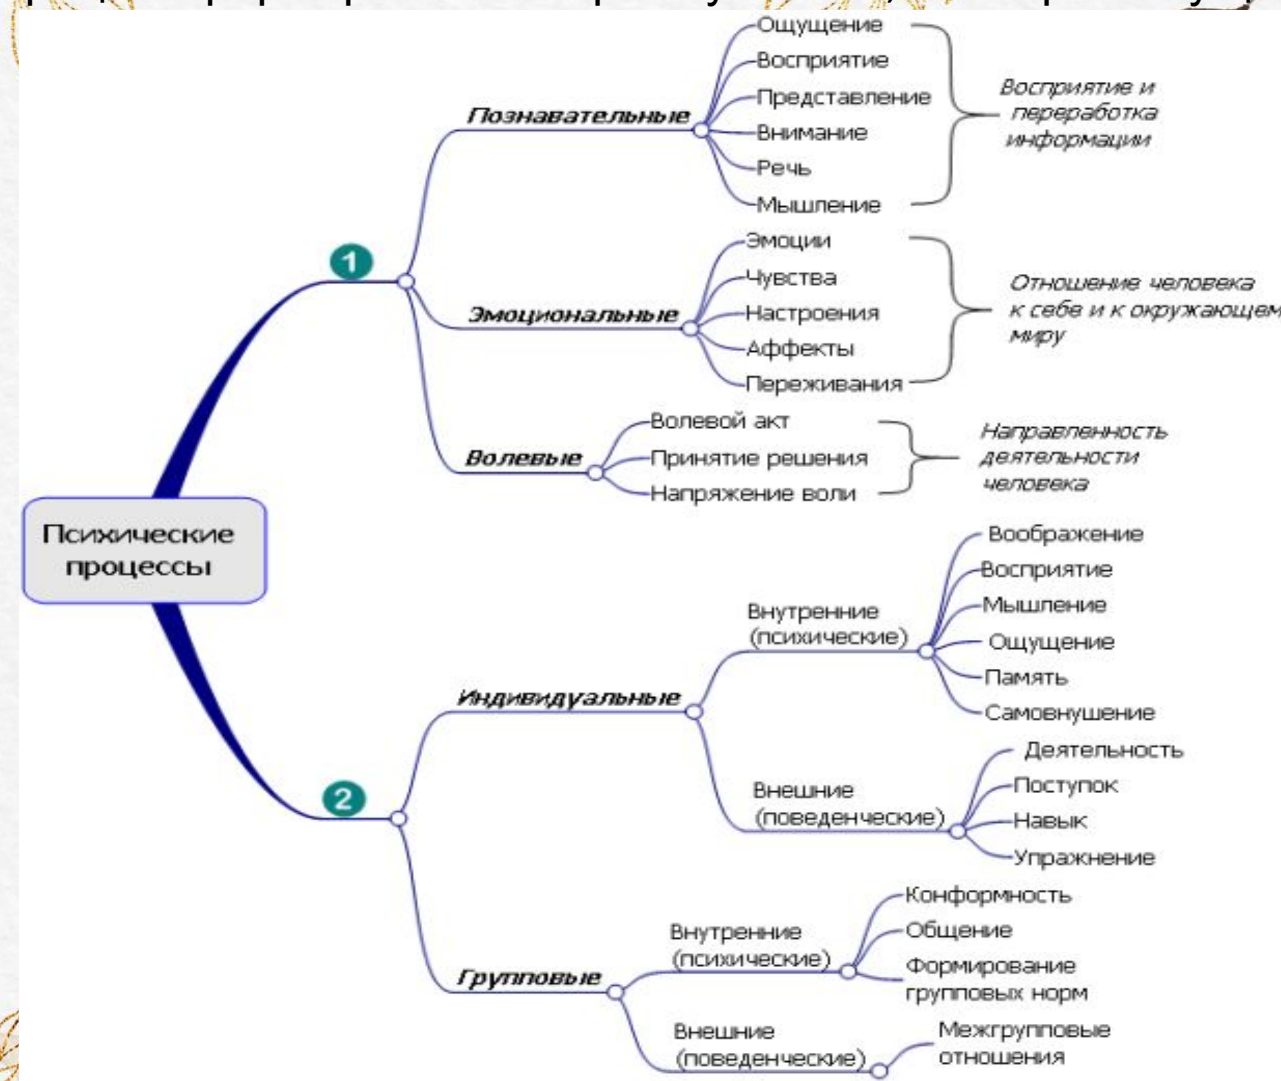 Ощущение
Восприятие
Представление
Внимание
Речь
Мышление
Познавательные
Восприятие и
переработка
информации
1
Эмоции
Чувства
Настроения
Аффекты
Переживания
Эмоциональные
Отношение человека
к себе и к окружающем
миру
Волевой акт
Принятие решения
Напряжение воли
Волевые
Направленность
деятельности
человека
Психические
процессы
Воображение
Восприятие
Мышление
Ощущение
Память
Самовнушение
Внутренние
(психические)
Индивидуальные
Деятельность
Поступок
Навык
Упражнение
Внешние
(поведенческие)
2
Конформность
Общение
Формирование
групповых норм
Внутренние
(психические)
Групповые
Межгрупповые
отношения
Внешние
(поведенческие)